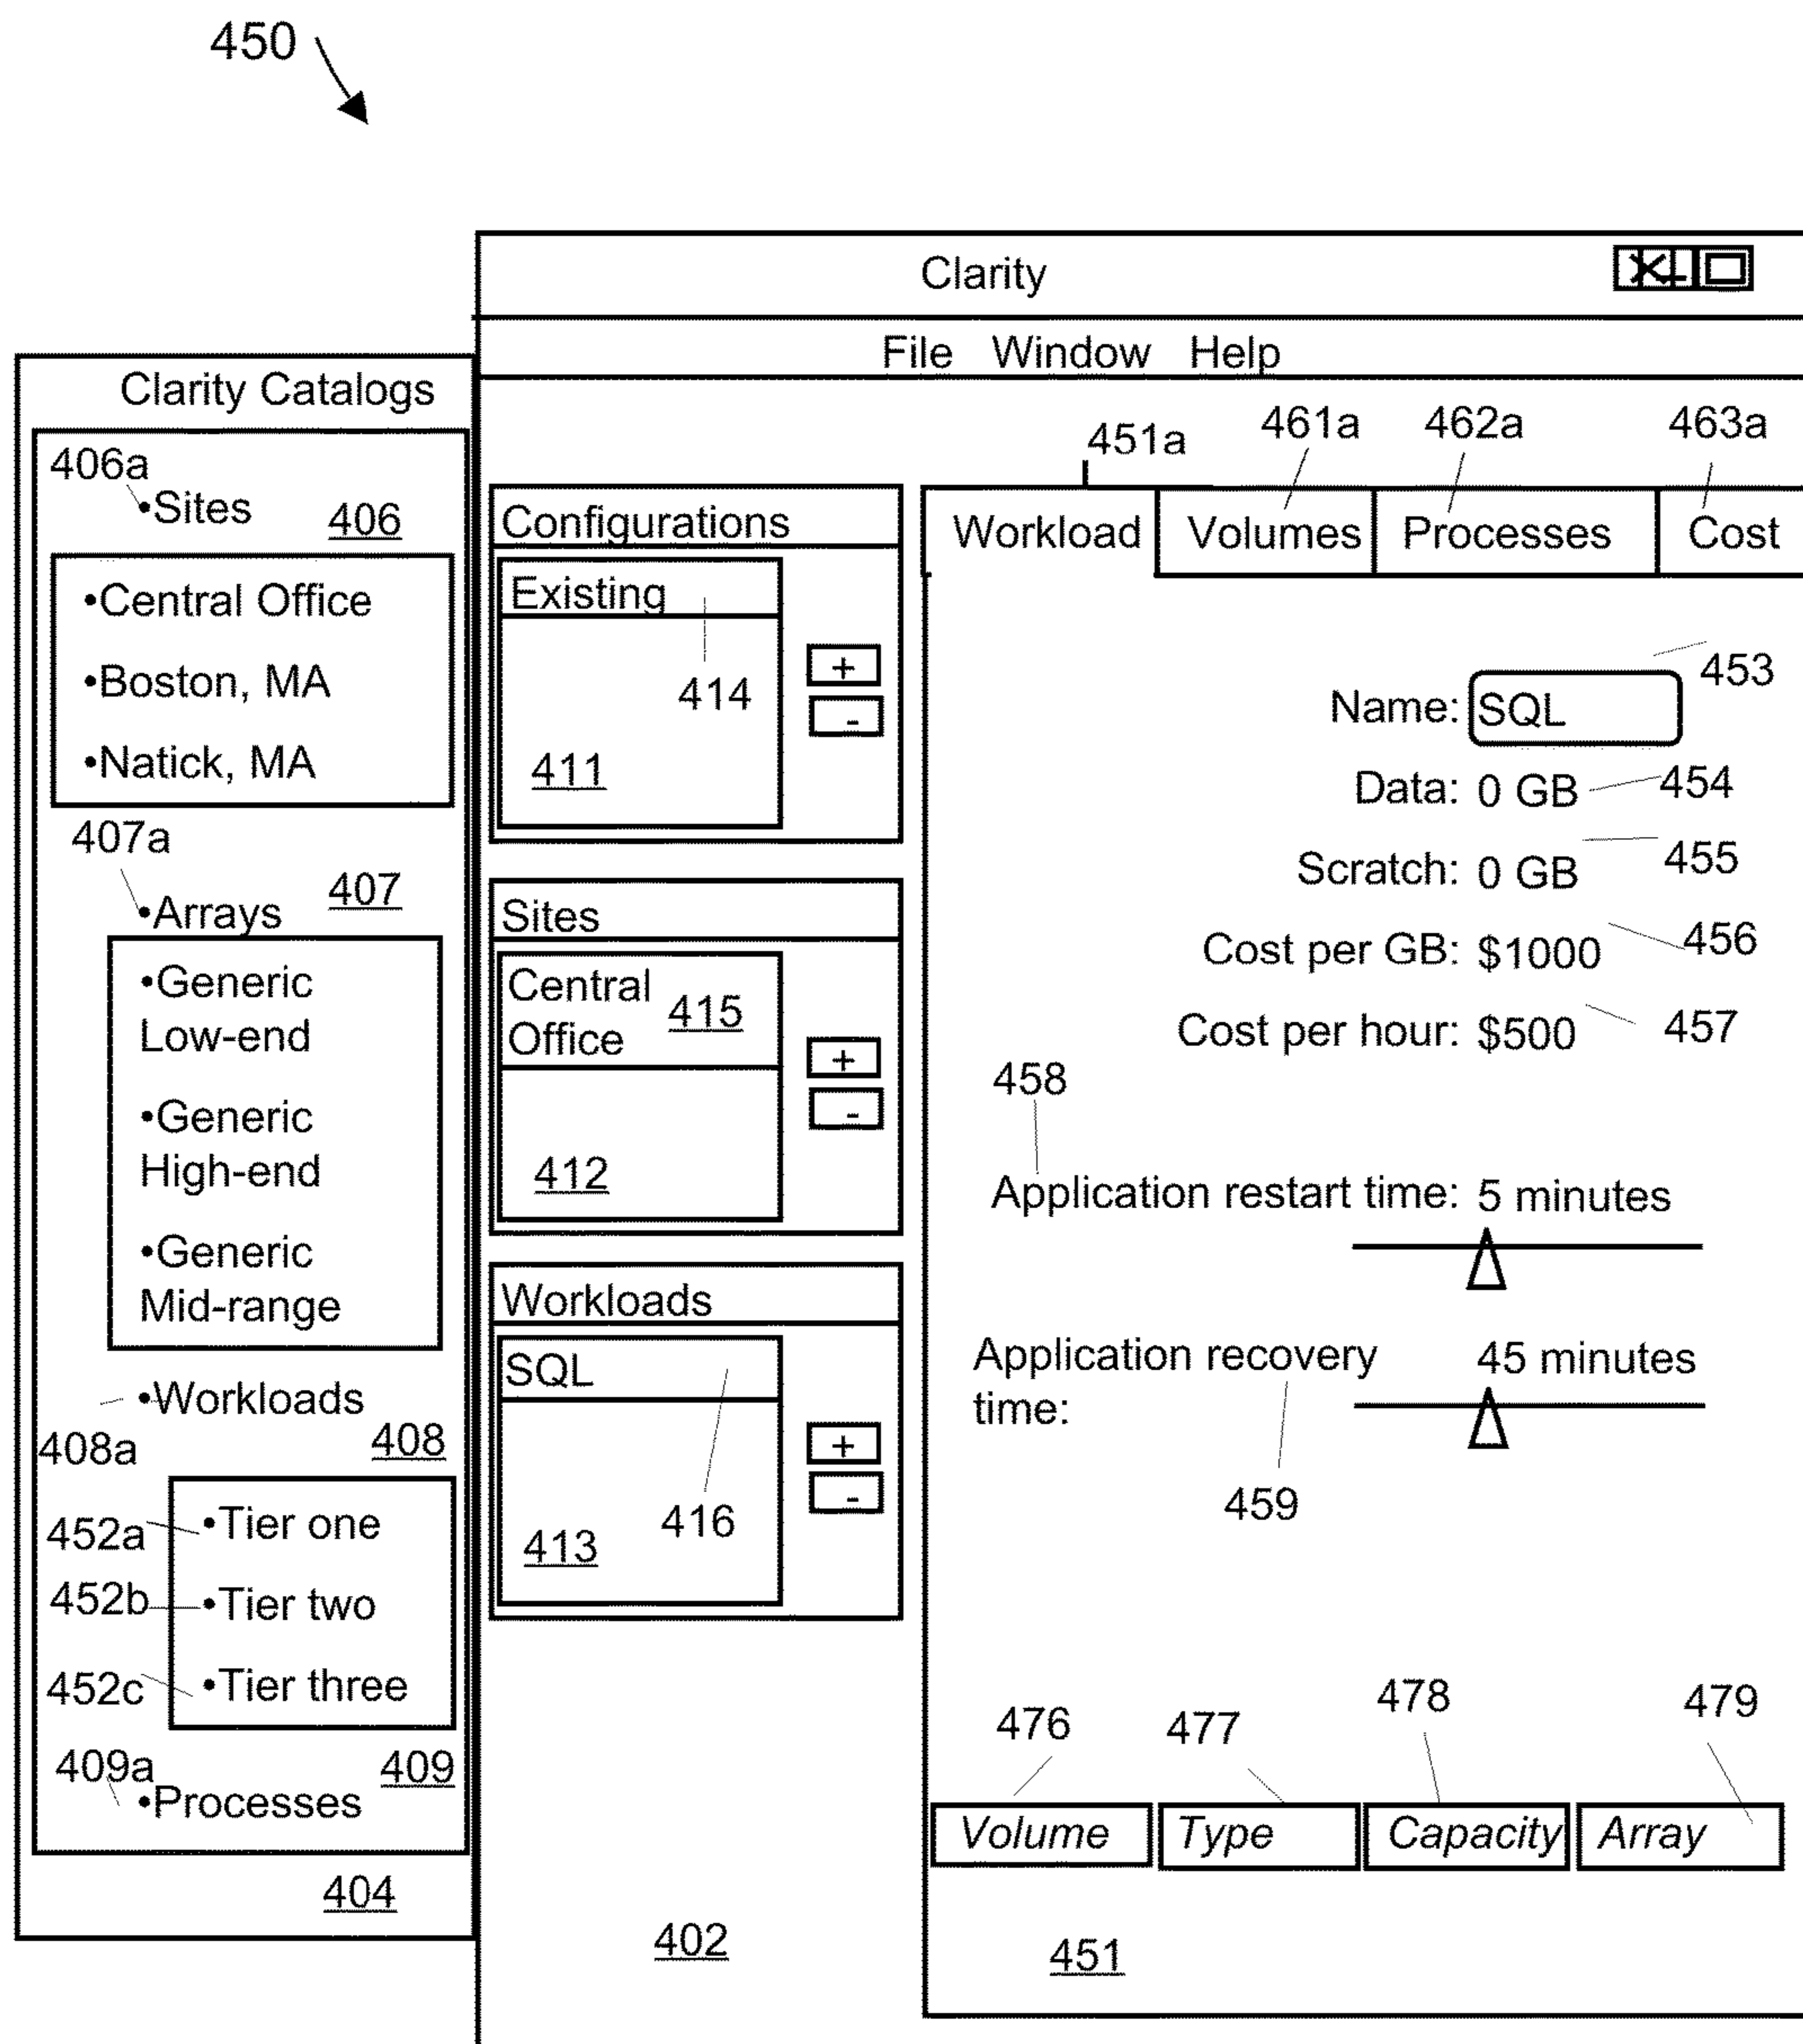 450
Clarity
File Window Help
Clarity Catalogs
406a
•Sites 406
•Central Office
•Boston, MA
•Natick, MA
407a
•Arrays 407
•Generic
Low-end
•Generic
High-end
•Generic
Mid-range
•Workloads
408a 408
452a •Tier one
452b •Tier two
452c •Tier three
409a 409
•Processes
404
Configurations
Existing
414
411
+
-
Sites
Central
Office
415
412
+
-
Workloads
SQL
416
413
+
-
402
451a 461a 462a 463a
Workload Volumes Processes Cost
453
Name: SQL
Data: 0 GB 454
Scratch: 0 GB 455
Cost per GB: $1000 456
Cost per hour: $500 457
458
Application restart time: 5 minutes
Application recovery 45 minutes
time:
459
476 477 478 479
Volume Type Capacity Array
451